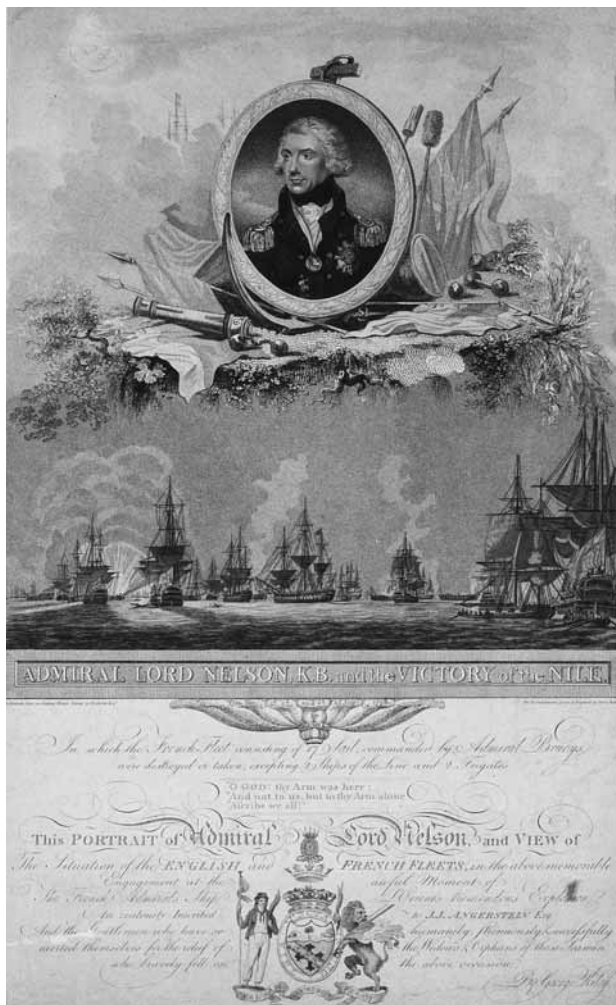 ADMIRAL LORD NELSON, K.B. and the VICTORY of the NILE.
In which the French Fleet consisting of 17 Sail, commanded by Admiral Brueys,
were destroyed or taken, excepting 2 Ships of the Line and 2 Frigates
O GOD! thy Arm was here:
And not to us, but to thy Arm alone
Ascribe we all!
This PORTRAIT of Admiral Lord Nelson, and VIEW of
The Situation of the ENGLISH and FRENCH FLEETS, in the above memorable
Engagement at the awful Moment of
The French Admiral's Ship L'Orient's tremendous Explosion
Are zealously Inscribed to J.J. ANGERSTEIN Esq
And the Gentlemen who have so humanely, strenuously, & successfully
exerted themselves for the relief of the Widows & Orphans of those Seamen
who bravely fell on the above occasion
By George Riley